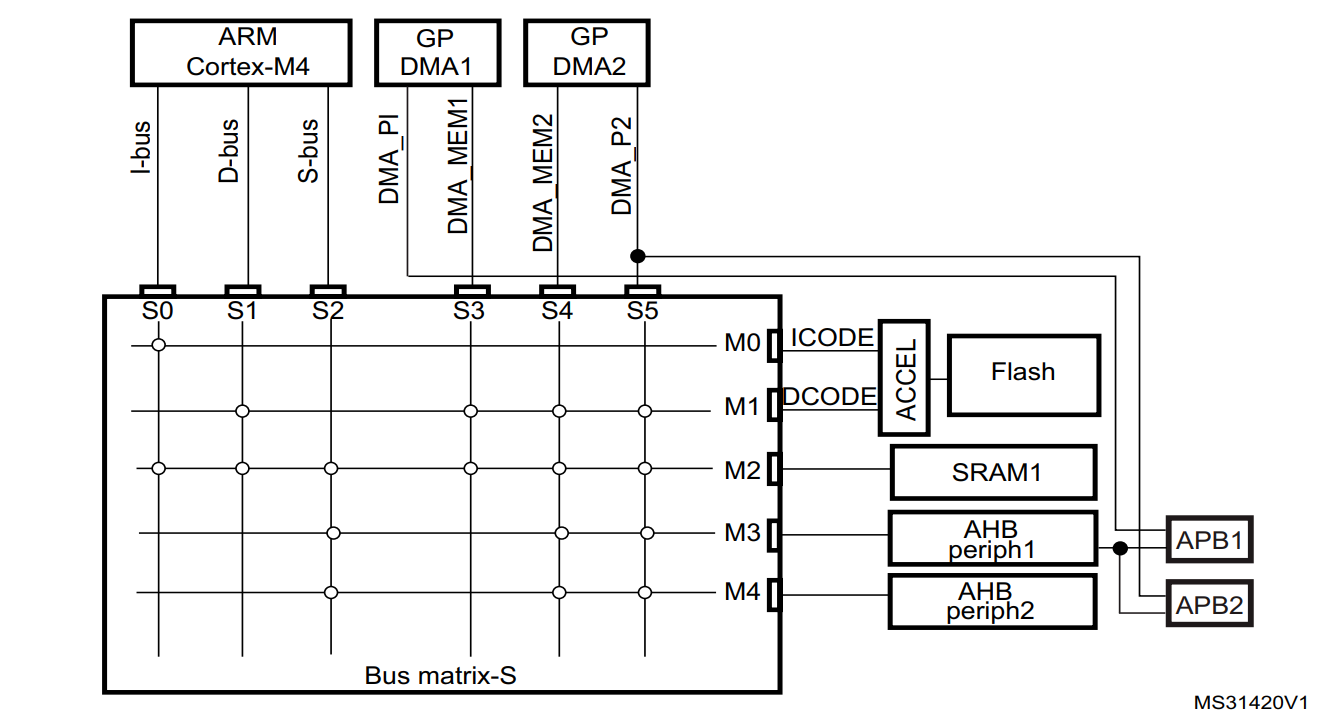 ARM
Cortex-M4
GP
DMA1
GP
DMA2
I-bus
D-bus
S-bus
DMA_PI
DMA_MEM1
DMA_MEM2
DMA_P2
S0
S1
S2
S3
S4
S5
M0
ICODE
M1
DCODE
ACCEL
Flash
M2
SRAM1
M3
AHB
periph1
M4
AHB
periph2
APB1
APB2
Bus matrix-S
MS31420V1